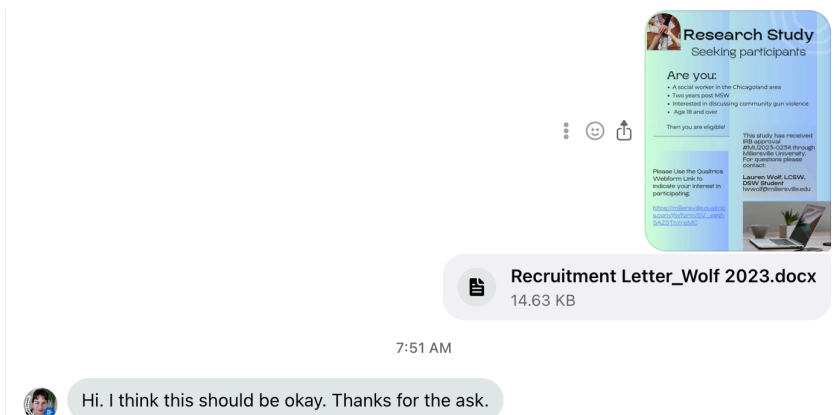 Research Study
Seeking participants
Are you:
• A social worker in the Chicagoland area
• Two years post MSW
• Interested in discussing community gun violence
• Age 18 and over
Then you are eligible!
This study has received
IRB approval
#MU2023-0234 through
Millersville University.
For questions please
contact:
Lauren Wolf, LCSW,
DSW Student
lwwolf@millersville.edu
Please Use the Qualtrics
Webform Link to
indicate your interest in
participating:
Recruitment Letter_Wolf 2023.docx
14.63 KB
7:51 AM
Hi. I think this should be okay. Thanks for the ask.